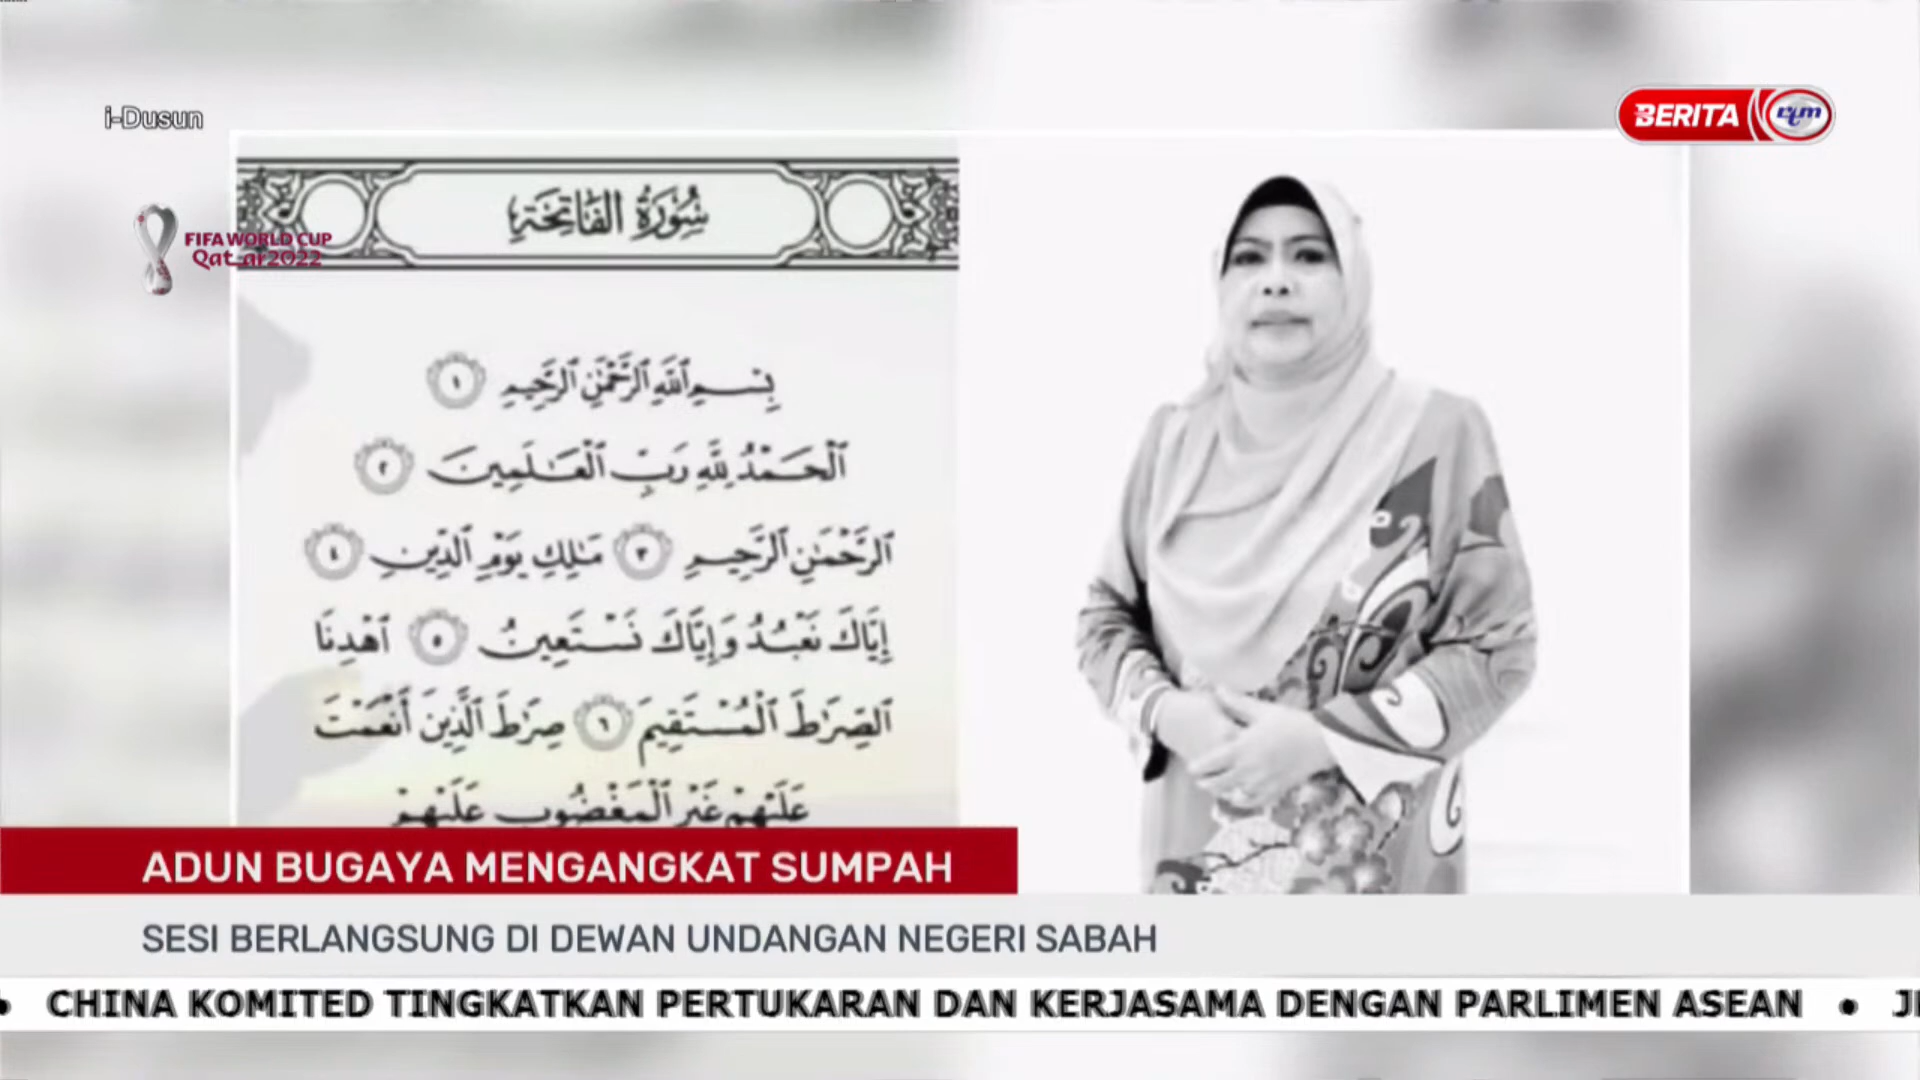 i-Dusun
BERITA rtm
FIFA WORLD CUP
Qatar2022
سُورَةُ الفَاتِحَةِ
بِسْمِ ٱللَّهِ ٱلرَّحْمَٰنِ ٱلرَّحِيمِ ١
ٱلْحَمْدُ لِلَّهِ رَبِّ ٱلْعَٰلَمِينَ ٢
ٱلرَّحْمَٰنِ ٱلرَّحِيمِ ٣ مَٰلِكِ يَوْمِ ٱلدِّينِ ٤
إِيَّاكَ نَعْبُدُ وَإِيَّاكَ نَسْتَعِينُ ٥ ٱهْدِنَا
ٱلصِّرَٰطَ ٱلْمُسْتَقِيمَ ٦ صِرَٰطَ ٱلَّذِينَ أَنْعَمْتَ
عَلَيْهِمْ غَيْرِ ٱلْمَغْضُوبِ عَلَيْهِمْ
ADUN BUGAYA MENGANGKAT SUMPAH
SESI BERLANGSUNG DI DEWAN UNDANGAN NEGERI SABAH
CHINA KOMITED TINGKATKAN PERTUKARAN DAN KERJASAMA DENGAN PARLIMEN ASEAN •